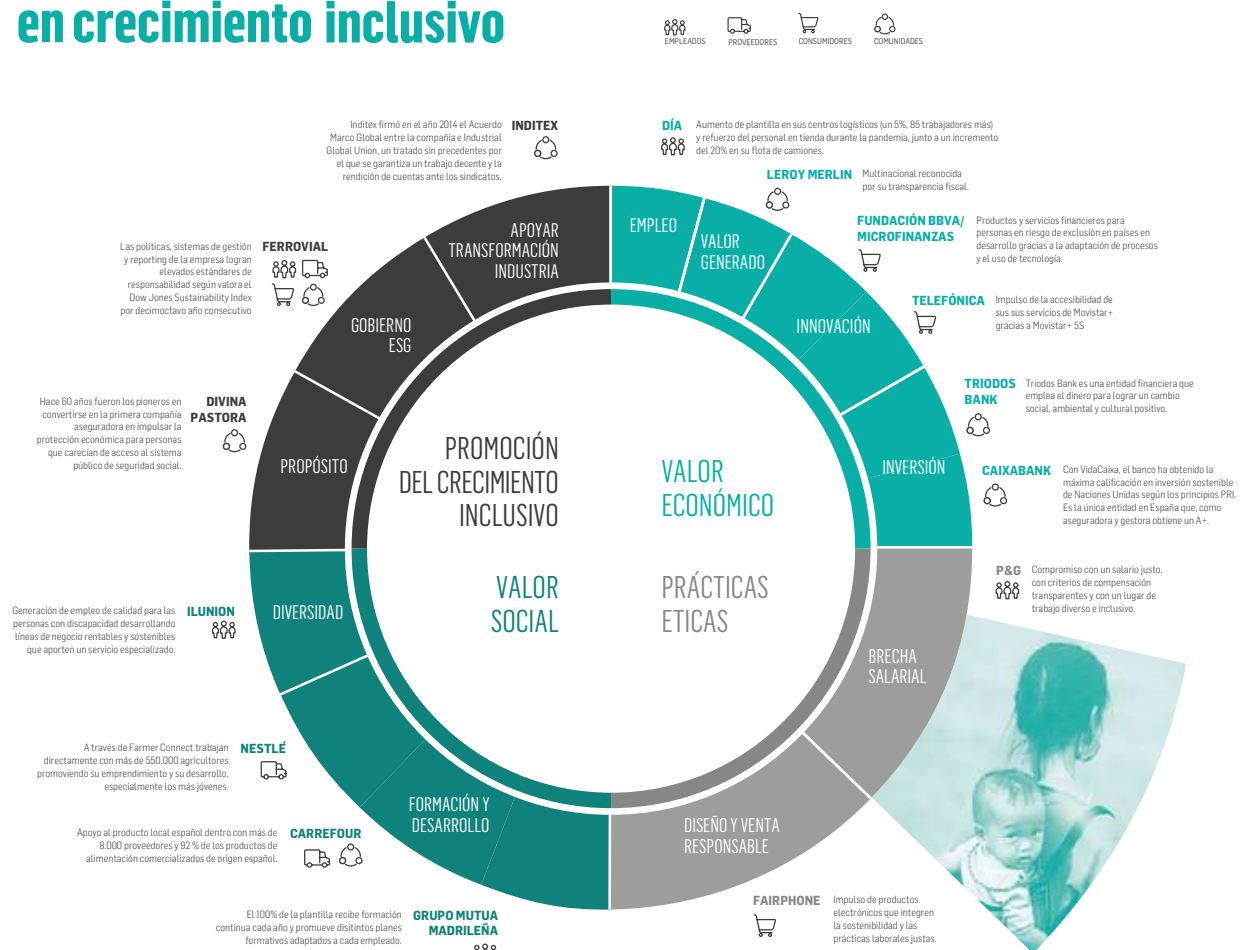 en crecimiento inclusivo
EMPLEADOS
PROVEEDORES
CONSUMIDORES
COMUNIDADES
INDITEX
Inditex firmó en el año 2014 el Acuerdo
Marco Global entre la compañía e Industrial
Global Union, un tratado sin precedentes por
el que se garantiza un trabajo decente y la
rendición de cuentas ante los sindicatos.
DÍA
Aumento de plantilla en sus centros logísticos (un 5%, 85 trabajadores más)
y refuerzo del personal en tienda durante la pandemia, junto a un incremento
del 20% en su flota de camiones.
LEROY MERLIN
Multinacional reconocida
por su transparencia fiscal.
FUNDACIÓN BBVA/
MICROFINANZAS
Productos y servicios financieros para
personas en riesgo de exclusión en países en
desarrollo gracias a la adaptación de procesos
y el uso de tecnología.
TELEFÓNICA
Impulso de la accesibilidad de
sus sus servicios de Movistar+
gracias a Movistar+ 5S
TRIODOS
BANK
Triodos Bank es una entidad financiera que
emplea el dinero para lograr un cambio
social, ambiental y cultural positivo.
CAIXABANK
Con VidaCaixa, el banco ha obtenido la
máxima calificación en inversión sostenible
de Naciones Unidas según los principios PRI.
Es la única entidad en España que, como
aseguradora y gestora obtiene un A+.
P&G
Compromiso con un salario justo,
con criterios de compensación
transparentes y con un lugar de
trabajo diverso e inclusivo.
FERROVIAL
Las políticas, sistemas de gestión
y reporting de la empresa logran
elevados estándares de
responsabilidad según valora el
Dow Jones Sustainability Index
por decimoctavo año consecutivo
DIVINA
PASTORA
Hace 60 años fueron los pioneros en
convertirse en la primera compañía
aseguradora en impulsar la
protección económica para personas
que carecían de acceso al sistema
público de seguridad social.
ILUNION
Generación de empleo de calidad para las
personas con discapacidad desarrollando
líneas de negocio rentables y sostenibles
que aporten un servicio especializado.
NESTLÉ
A través de Farmer Connect trabajan
directamente con más de 550.000 agricultores
promoviendo su emprendimiento y su desarrollo,
especialmente los más jóvenes.
CARREFOUR
Apoyo al producto local español dentro con más de
8.000 proveedores y 92 % de los productos de
alimentación comercializados de origen español.
GRUPO MUTUA
MADRILEÑA
El 100% de la plantilla recibe formación
continua cada año y promueve disitintos planes
formativos adaptados a cada empleado.
FAIRPHONE
Impulso de productos
electrónicos que integren
la sostenibilidad y las
prácticas laborales justas.
APOYAR
TRANSFORMACIÓN
INDUSTRIA
EMPLEO
VALOR
GENERADO
INNOVACIÓN
INVERSIÓN
BRECHA
SALARIAL
DISEÑO Y VENTA
RESPONSABLE
FORMACIÓN Y
DESARROLLO
DIVERSIDAD
PROPÓSITO
GOBIERNO
ESG
PROMOCIÓN
DEL CRECIMIENTO
INCLUSIVO
VALOR
ECONÓMICO
VALOR
SOCIAL
PRÁCTICAS
ETICAS